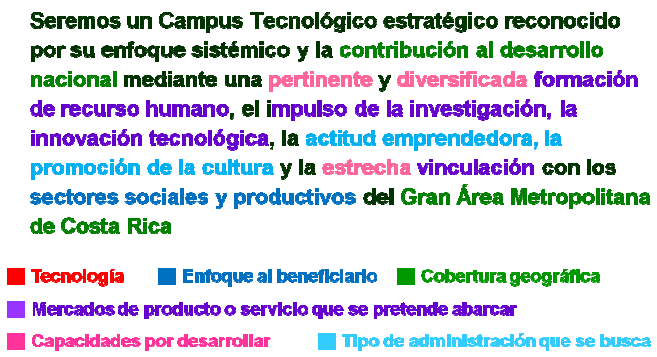 Seremos un Campus Tecnológico estratégico reconocido
por su enfoque sistémico y la contribución al desarrollo
nacional mediante una pertinente y diversificada formación
de recurso humano, el impulso de la investigación, la
innovación tecnológica, la actitud emprendedora, la
promoción de la cultura y la estrecha vinculación con los
sectores sociales y productivos del Gran Área Metropolitana
de Costa Rica
Tecnología Enfoque al beneficiario Cobertura geográfica
Mercados de producto o servicio que se pretende abarcar
Capacidades por desarrollar Tipo de administración que se busca